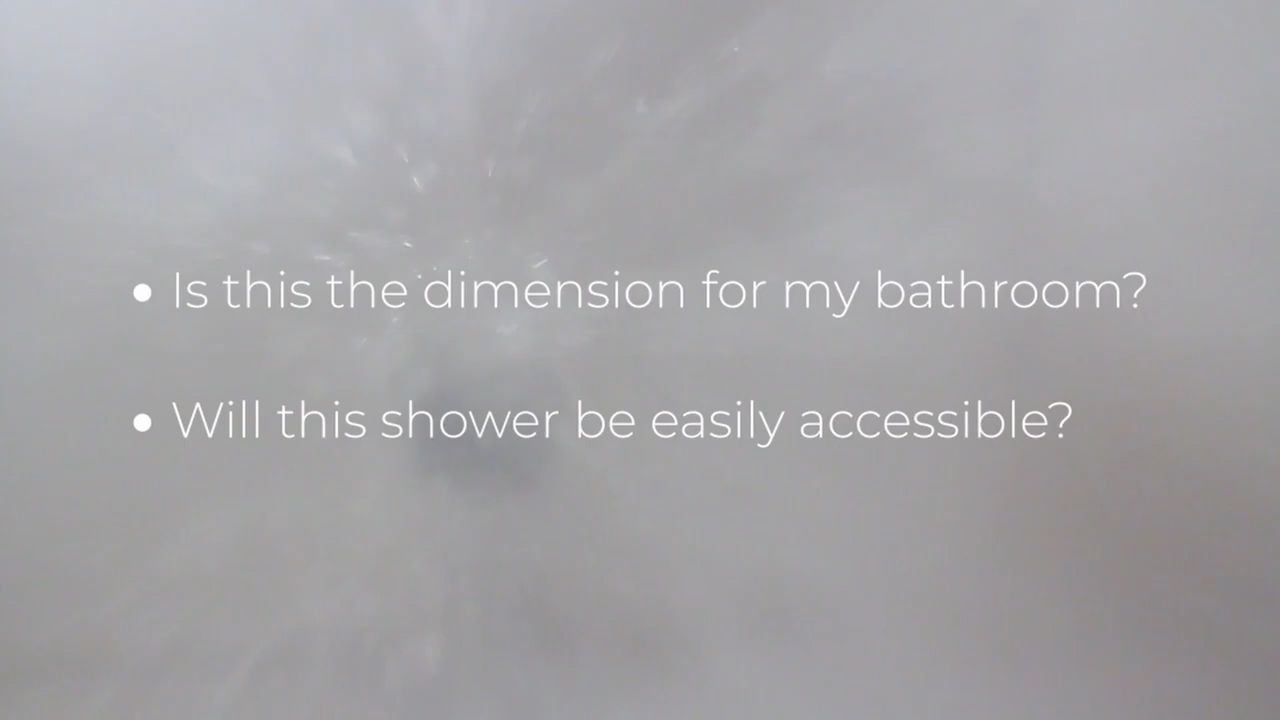 • Is this the dimension for my bathroom?
• Will this shower be easily accessible?